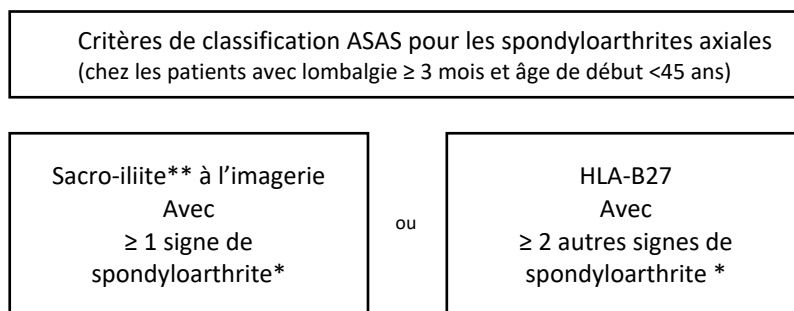 Critères de classification ASAS pour les spondyloarthrites axiales
(chez les patients avec lombalgie ≥ 3 mois et âge de début <45 ans)
Sacro-iliite** à l’imagerie
Avec
≥ 1 signe de
spondyloarthrite*
ou
HLA-B27
Avec
≥ 2 autres signes de
spondyloarthrite *